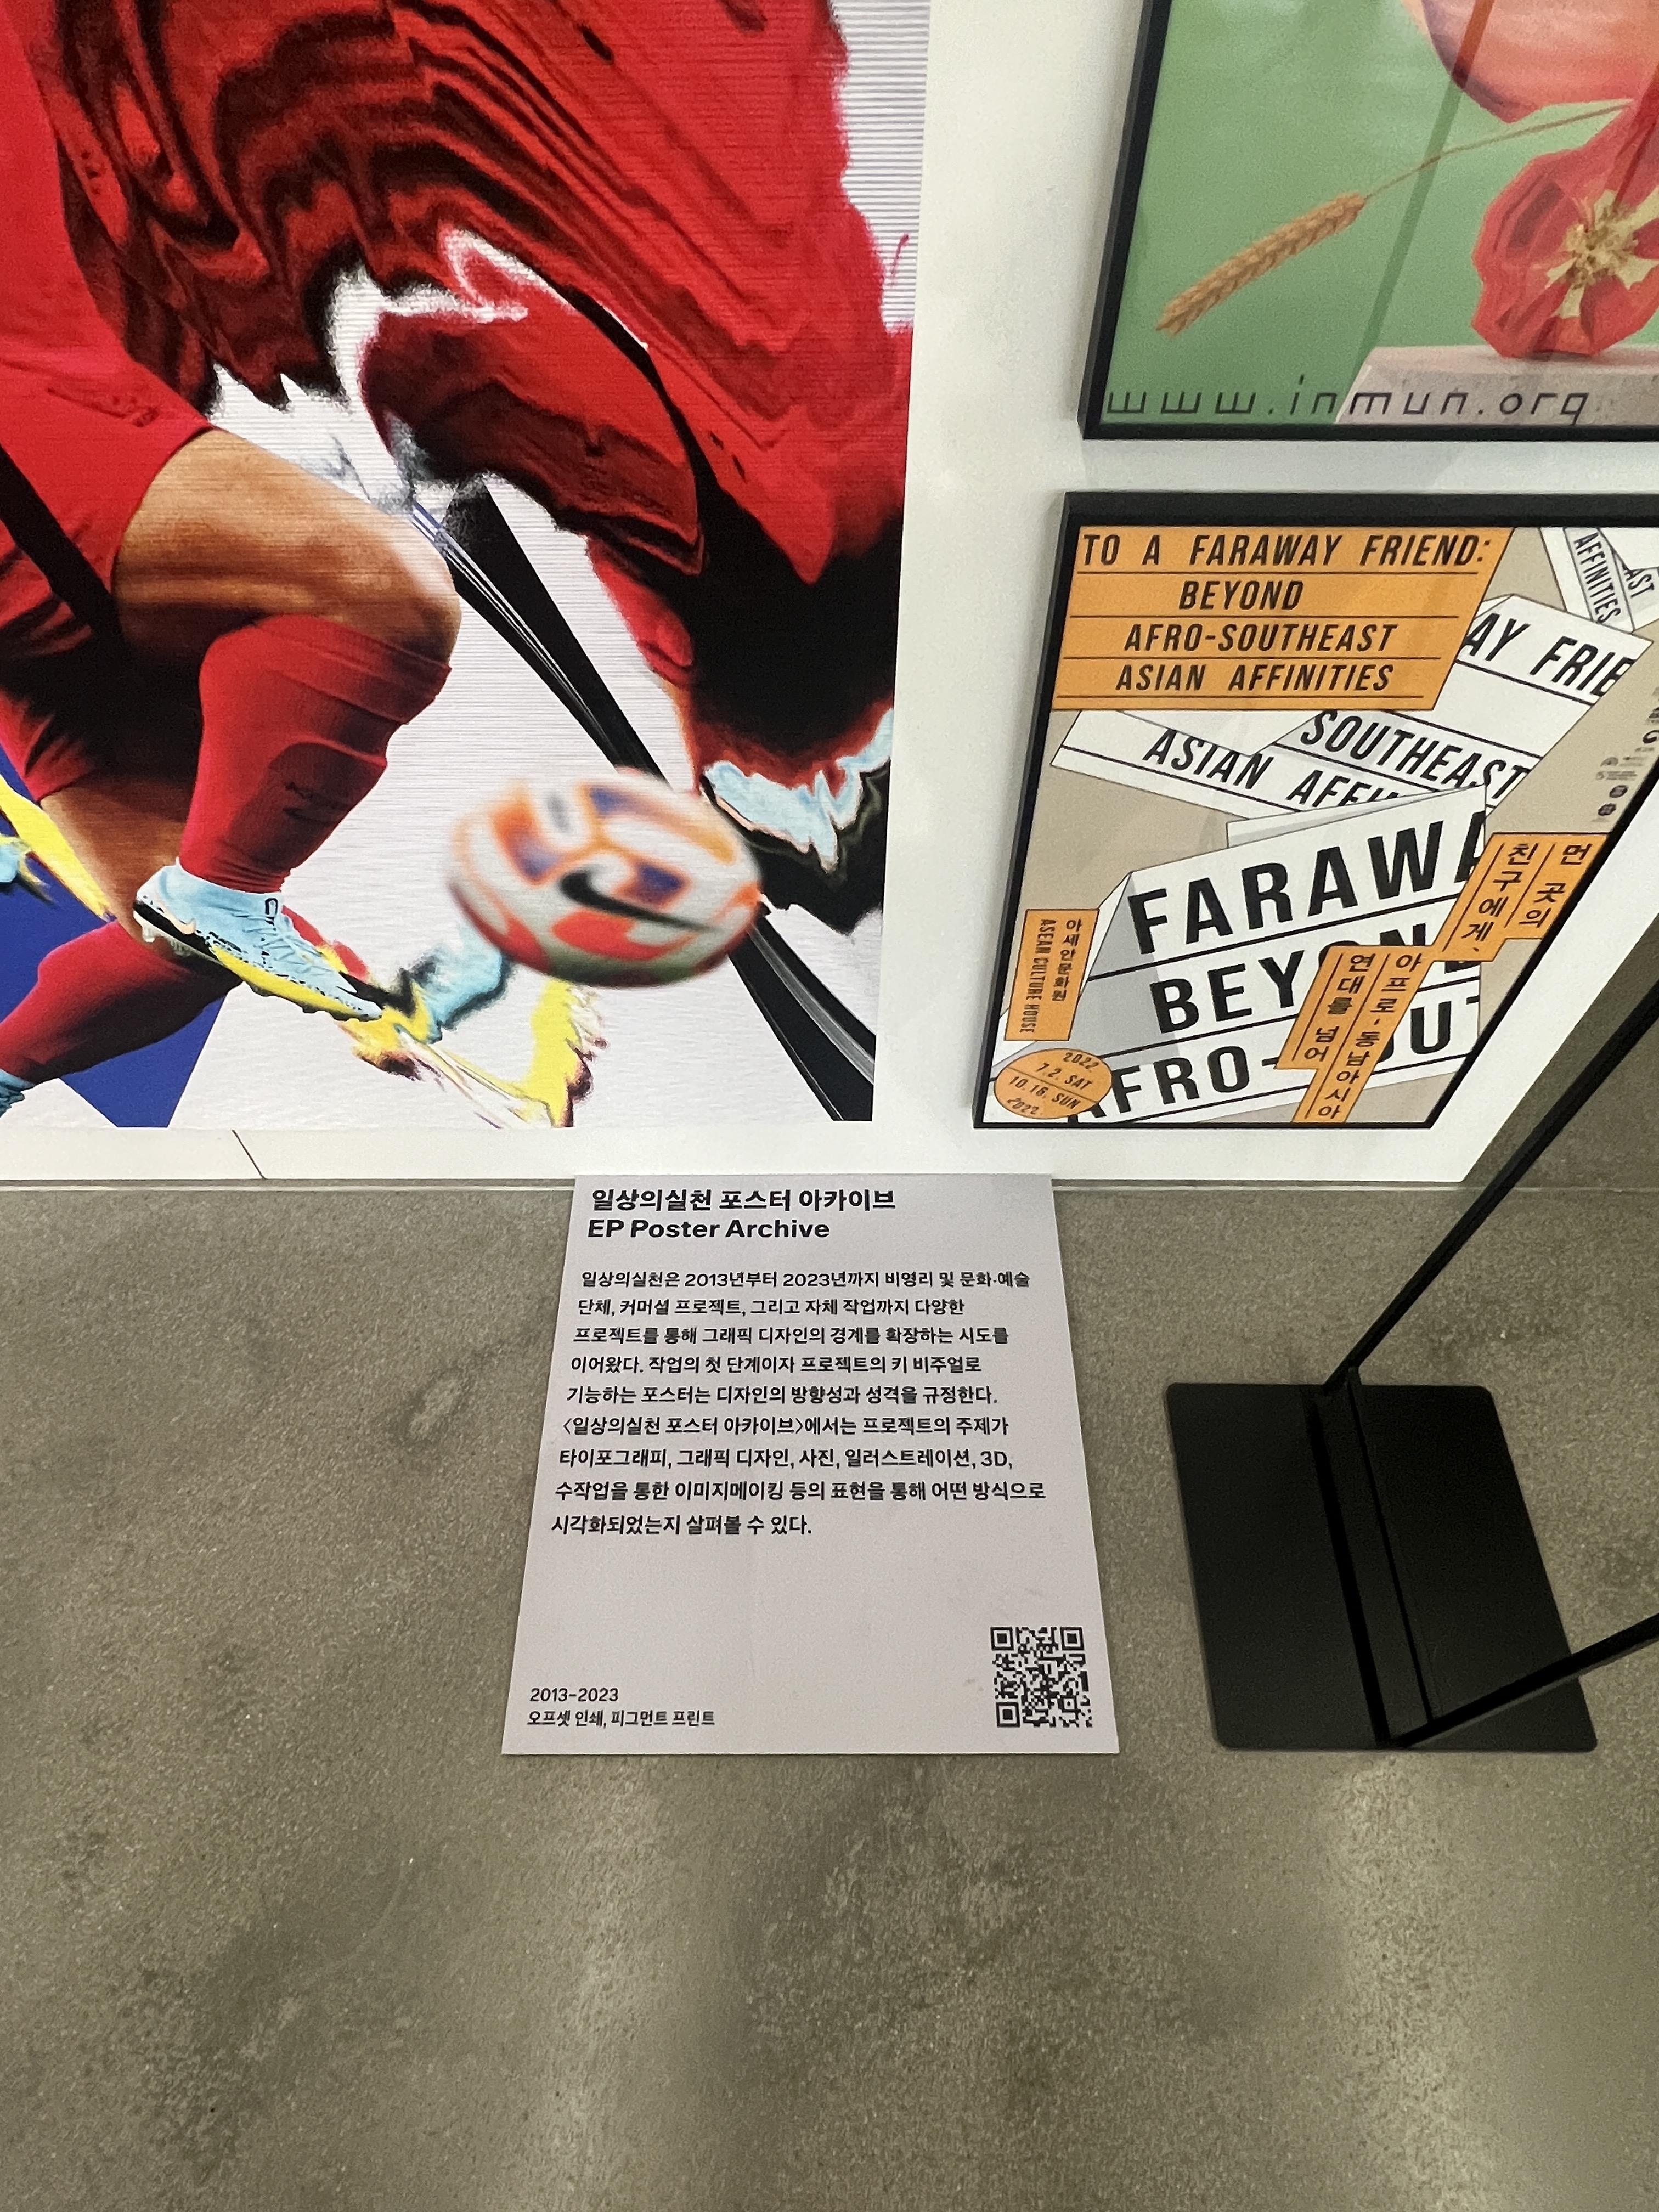 www.inmun.org
TO A FARAWAY FRIEND:
BEYOND
AFRO-SOUTHEAST
ASIAN AFFINITIES
AFFINITIES
AST
AY FRIE
SOUTHEAST
ASIAN AFFI
FARAWA
BEYON
AFRO-OUT
먼 곳의
친구에게,
아프로-동남아시아
연대를 넘어
아세안문화원
ASEAN CULTURE HOUSE
2022
7.2. SAT
10.16. SUN
2022
일상의실천 포스터 아카이브
EP Poster Archive
일상의실천은 2013년부터 2023년까지 비영리 및 문화·예술
단체, 커머셜 프로젝트, 그리고 자체 작업까지 다양한
프로젝트를 통해 그래픽 디자인의 경계를 확장하는 시도를
이어왔다. 작업의 첫 단계이자 프로젝트의 키 비주얼로
기능하는 포스터는 디자인의 방향성과 성격을 규정한다.
〈일상의실천 포스터 아카이브〉에서는 프로젝트의 주제가
타이포그래피, 그래픽 디자인, 사진, 일러스트레이션, 3D,
수작업을 통한 이미지메이킹 등의 표현을 통해 어떤 방식으로
시각화되었는지 살펴볼 수 있다.
2013–2023
오프셋 인쇄, 피그먼트 프린트